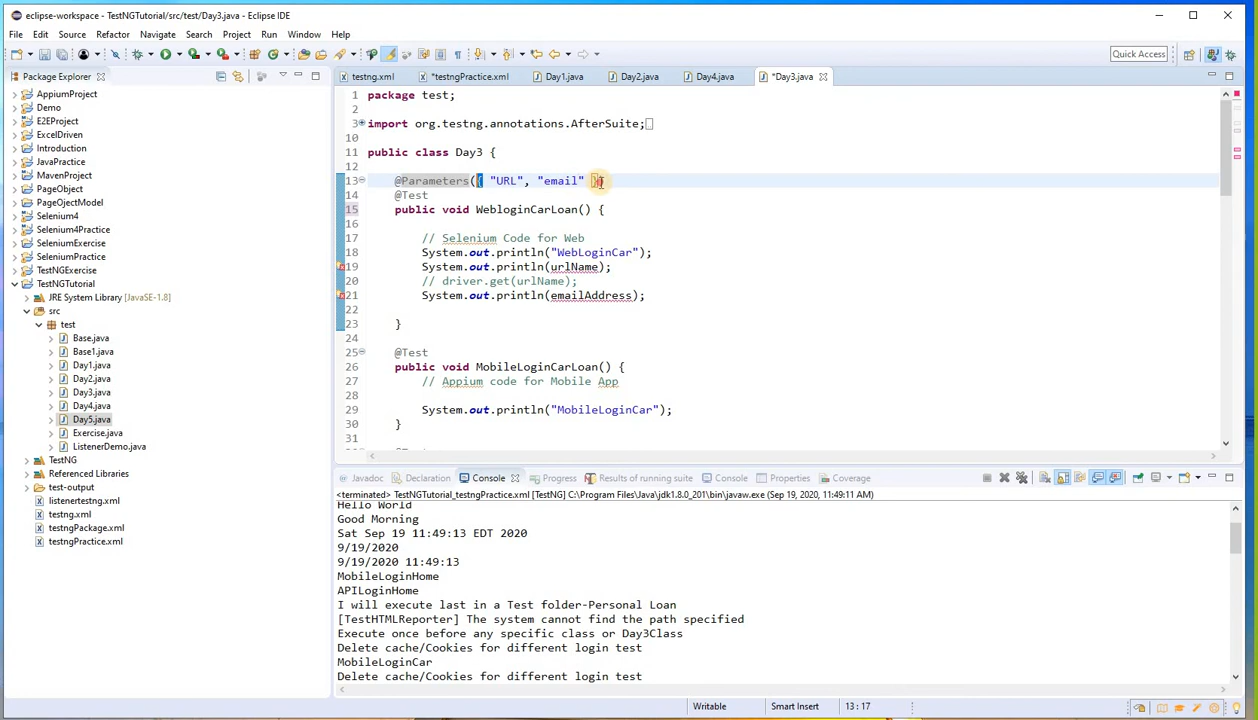 eclipse-workspace - TestNGTutorial/src/test/Day3.java - Eclipse IDE
File Edit Source Refactor Navigate Search Project Run Window Help
Quick Access
Package Explorer
AppiumProject
Demo
E2EProject
ExcelDriven
Introduction
JavaPractice
MavenProject
PageObject
PageOjectModel
Selenium4
Selenium4Practice
SeleniumExercise
SeleniumPractice
TestNGExercise
TestNGTutorial
JRE System Library [JavaSE-1.8]
src
test
Base.java
Base1.java
Day1.java
Day2.java
Day3.java
Day4.java
Day5.java
Exercise.java
ListenerDemo.java
TestNG
Referenced Libraries
test-output
listenertestng.xml
testng.xml
testngPackage.xml
testngPractice.xml
testng.xml *testngPractice.xml Day1.java Day2.java Day4.java *Day3.java
1 package test;
2
3 import org.testng.annotations.AfterSuite;
10
11 public class Day3 {
12
13 @Parameters({ "URL", "email" }
14 @Test
15 public void WebloginCarLoan() {
16
17 // Selenium Code for Web
18 System.out.println("WebLoginCar");
19 System.out.println(urlName);
20 // driver.get(urlName);
21 System.out.println(emailAddress);
22
23 }
24
25 @Test
26 public void MobileLoginCarLoan() {
27 // Appium code for Mobile App
28
29 System.out.println("MobileLoginCar");
30 }
31
Javadoc Declaration Console Progress Results of running suite Console Properties Coverage
<terminated> TestNGTutorial_testngPractice.xml [TestNG] C:\Program Files\Java\jdk1.8.0_201\bin\javaw.exe (Sep 19, 2020, 11:49:11 AM)
Hello World
Good Morning
Sat Sep 19 11:49:13 EDT 2020
9/19/2020
9/19/2020 11:49:13
MobileLoginHome
APILoginHome
I will execute last in a Test folder-Personal Loan
[TestHTMLReporter] The system cannot find the path specified
Execute once before any specific class or Day3Class
Delete cache/Cookies for different login test
MobileLoginCar
Delete cache/Cookies for different login test
Writable Smart Insert 13 : 17